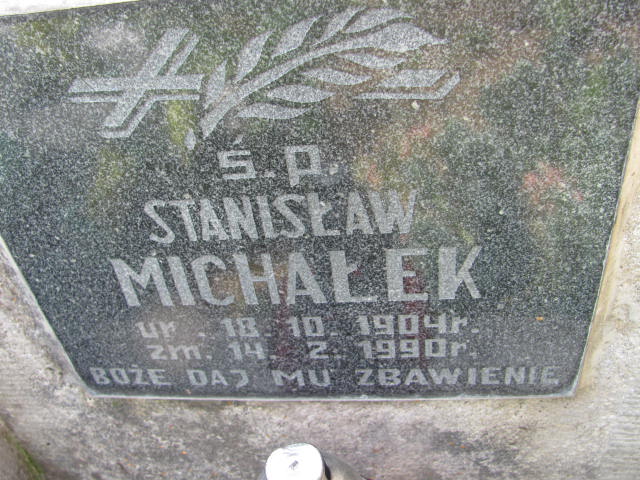 ś.p.
STANISŁAW
MICHAŁEK
ur. 18.10.1904r.
zm. 14.2.1990r.
BOŻE DAJ MU ZBAWIENIE